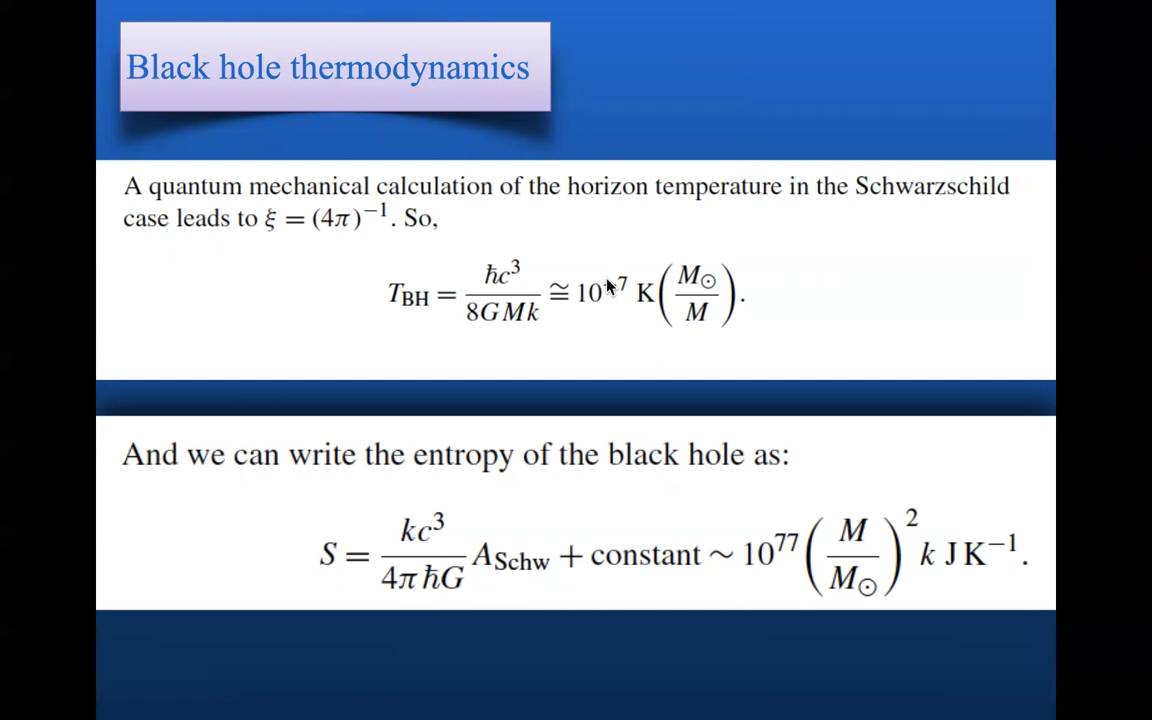 Black hole thermodynamics
A quantum mechanical calculation of the horizon temperature in the Schwarzschild
case leads to ξ = (4π)⁻¹. So,
T_BH = ħc³ / 8GMk ≅ 10⁻⁷ K (M⊙ / M).
And we can write the entropy of the black hole as:
S = kc³ / 4πħG A_Schw + constant ~ 10⁷⁷ (M / M⊙)² k J K⁻¹.